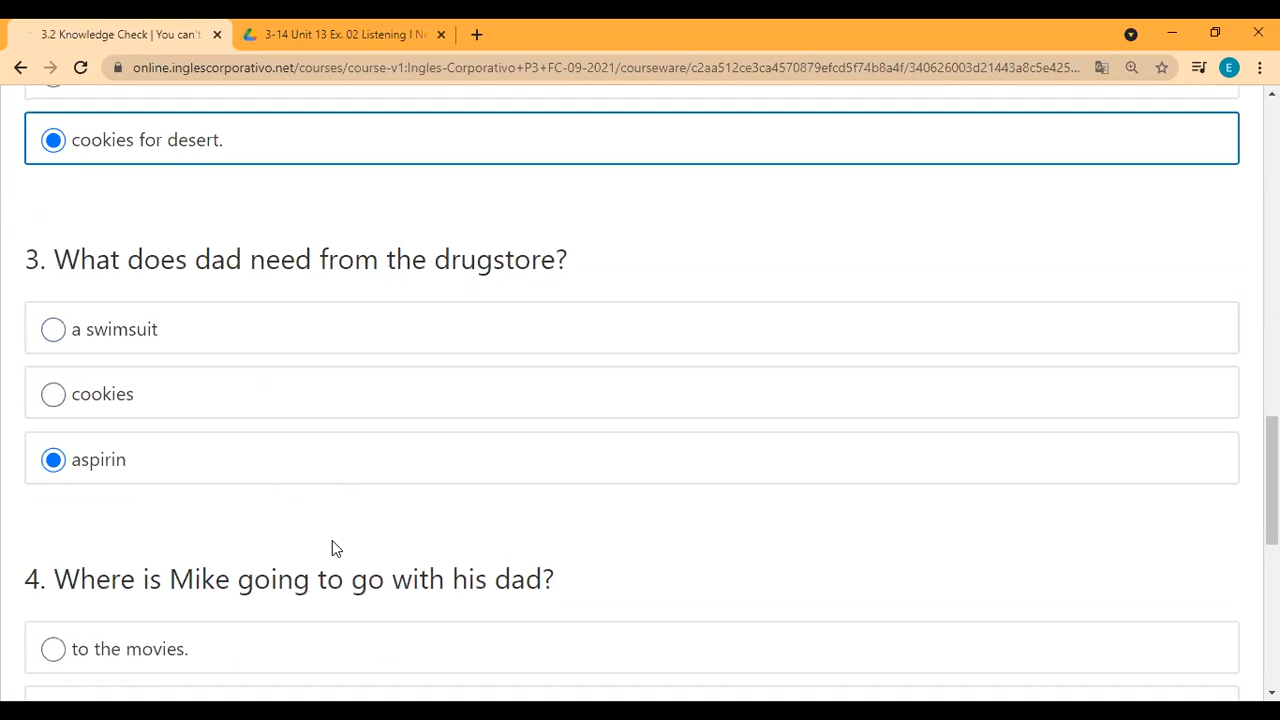 3.2 Knowledge Check | You can't
3-14 Unit 13 Ex. 02 Listening I Ne
online.inglescorporativo.net/courses/course-v1:Ingles-Corporativo+P3+FC-09-2021/courseware/c2aa512ce3ca4570879efcd5f74b8a4f/340626003d21443a8c5e425...
E
cookies for desert.
3. What does dad need from the drugstore?
a swimsuit
cookies
aspirin
4. Where is Mike going to go with his dad?
to the movies.